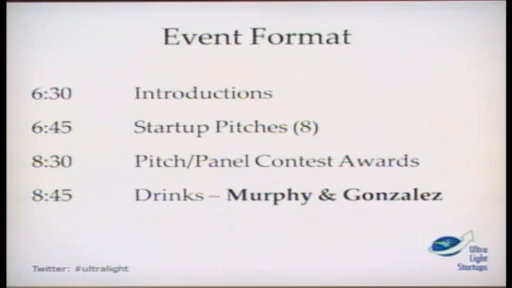 Event Format
6:30 Introductions
6:45 Startup Pitches (8)
8:30 Pitch/Panel Contest Awards
8:45 Drinks – Murphy & Gonzalez
Ultra
Light
Startups
Twitter: #ultralight